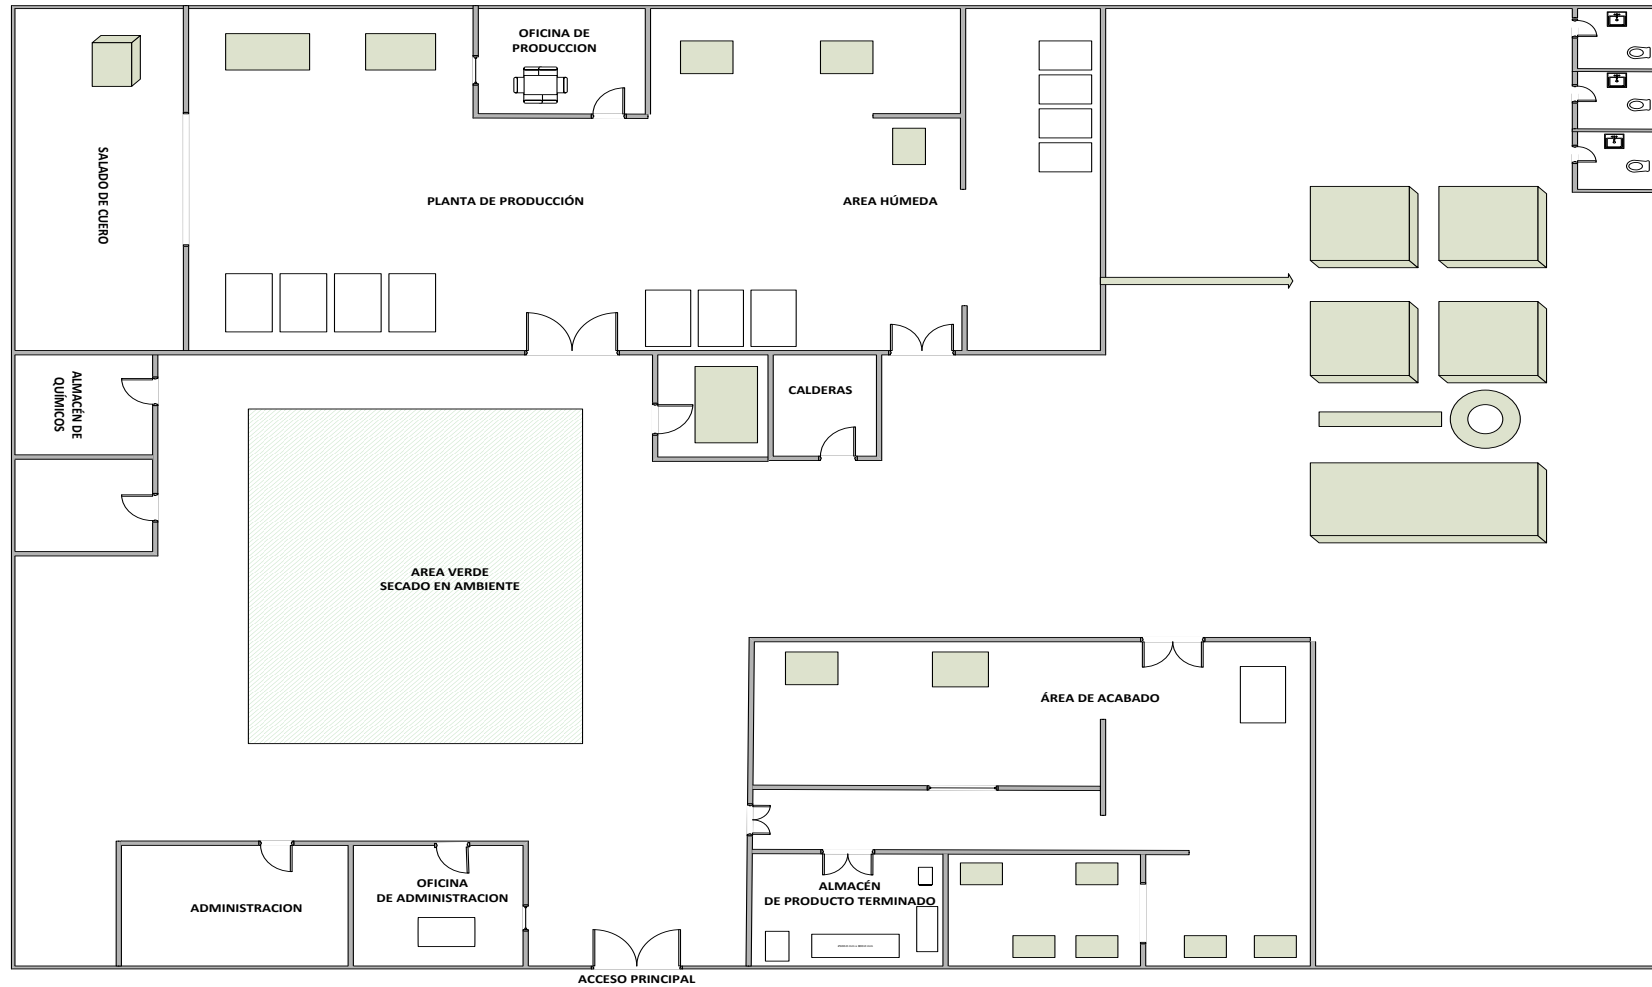 OFICINA DE
PRODUCCION
SALADO DE CUERO
PLANTA DE PRODUCCIÓN
AREA HÚMEDA
ALMACÉN DE
QUÍMICOS
CALDERAS
AREA VERDE
SECADO EN AMBIENTE
ÁREA DE ACABADO
ADMINISTRACION
OFICINA
DE ADMINISTRACION
ALMACÉN
DE PRODUCTO TERMINADO
ACCESO PRINCIPAL